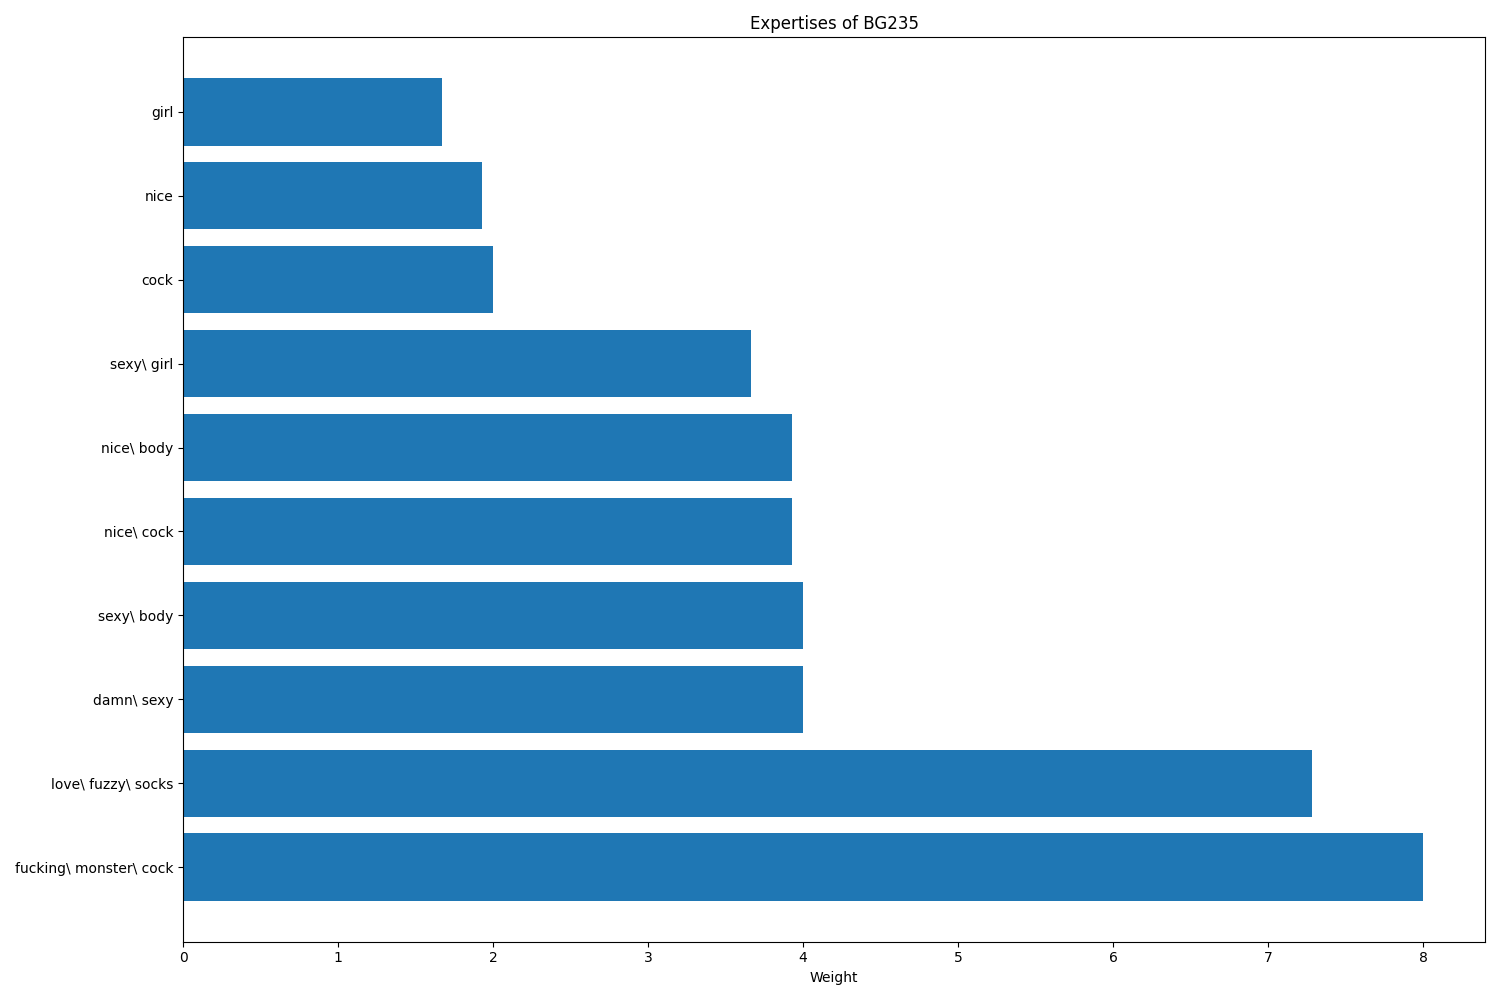 Expertises of BG235
girl
nice
cock
sexy\ girl
nice\ body
nice\ cock
sexy\ body
damn\ sexy
love\ fuzzy\ socks
fucking\ monster\ cock
0 1 2 3 4 5 6 7 8
Weight